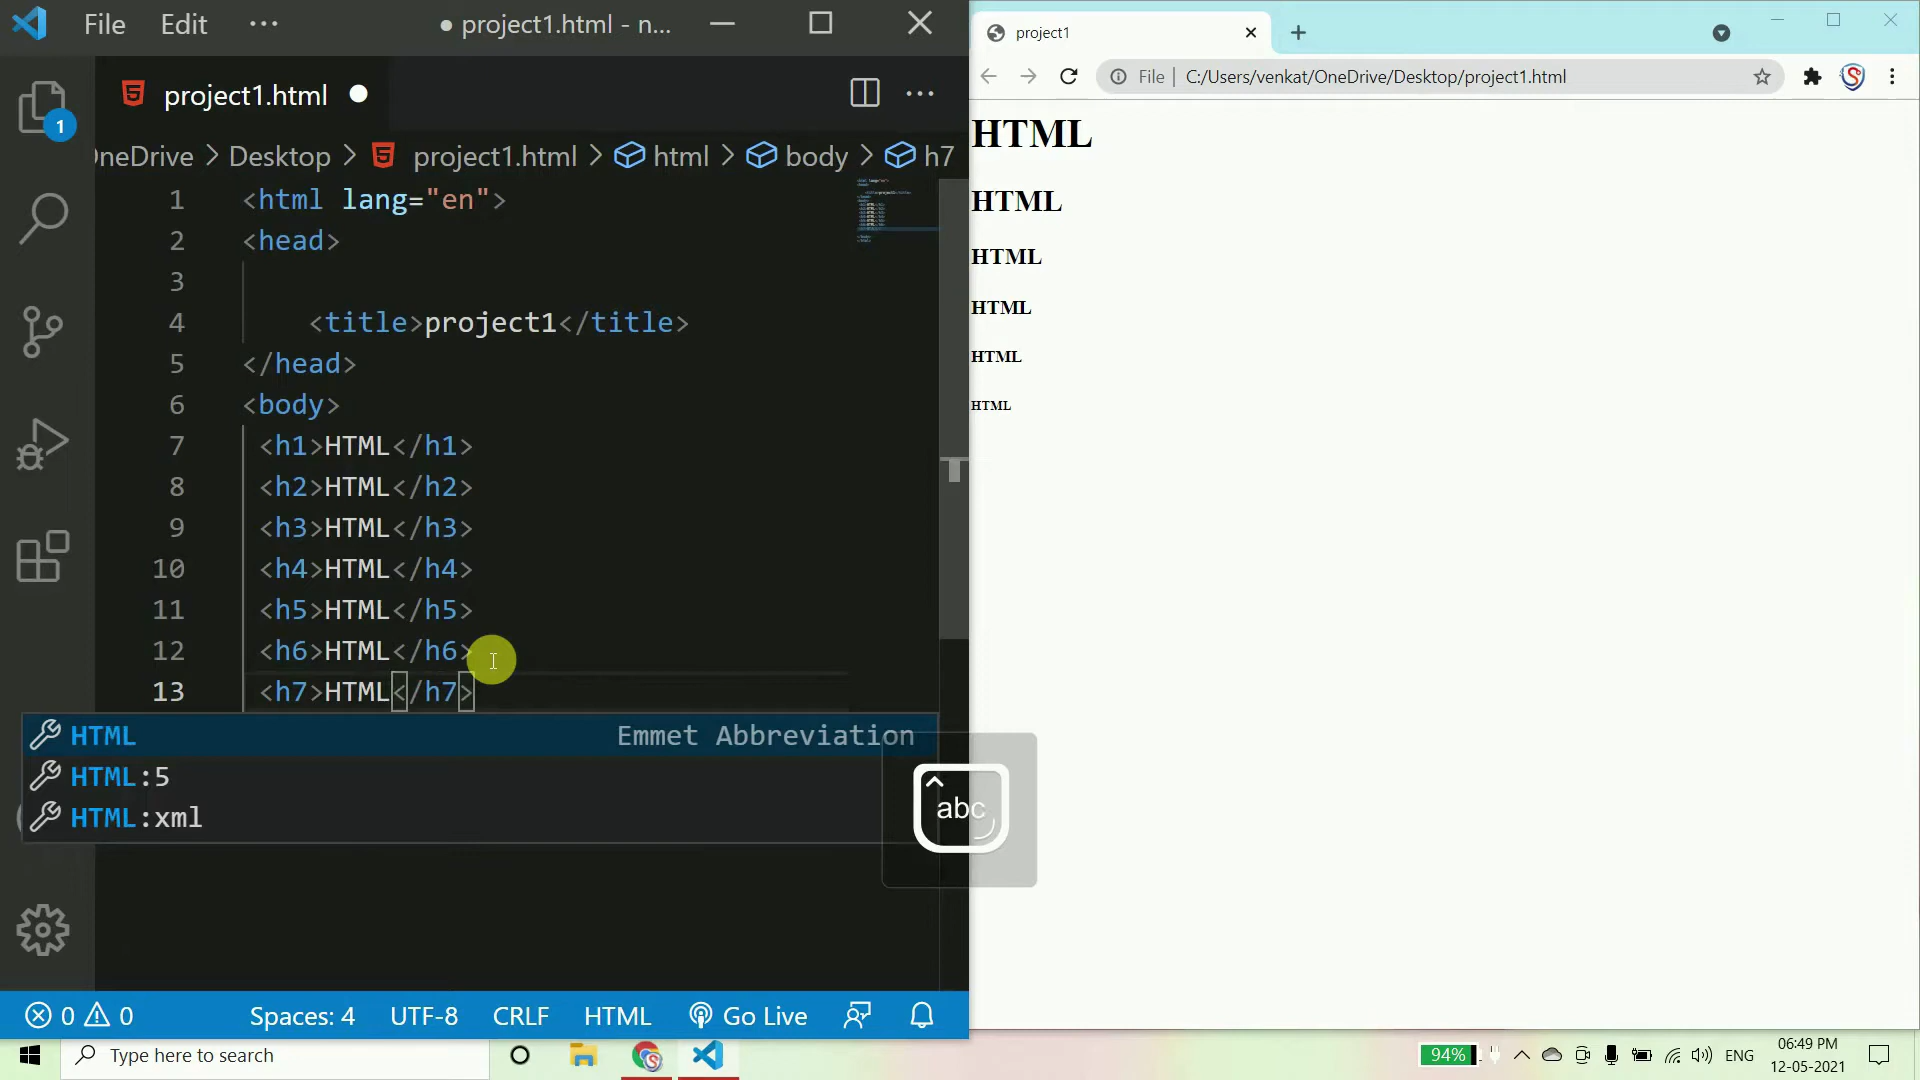 File Edit ··· ● project1.html - n...
project1.html ●
OneDrive > Desktop > project1.html > html > body > h7
1 <html lang="en">
2 <head>
3
4 <title>project1</title>
5 </head>
6 <body>
7 <h1>HTML</h1>
8 <h2>HTML</h2>
9 <h3>HTML</h3>
10 <h4>HTML</h4>
11 <h5>HTML</h5>
12 <h6>HTML</h6>
13 <h7>HTML</h7>
HTML Emmet Abbreviation
HTML:5
HTML:xml
abc
1
0 0 Spaces: 4 UTF-8 CRLF HTML Go Live
project1
File | C:/Users/venkat/OneDrive/Desktop/project1.html
HTML
HTML
HTML
HTML
HTML
HTML
Type here to search
94% ENG 06:49 PM
12-05-2021